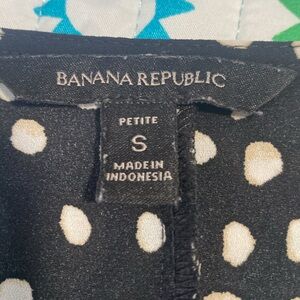 BANANA REPUBLIC
PETITE
S
MADE IN
INDONESIA